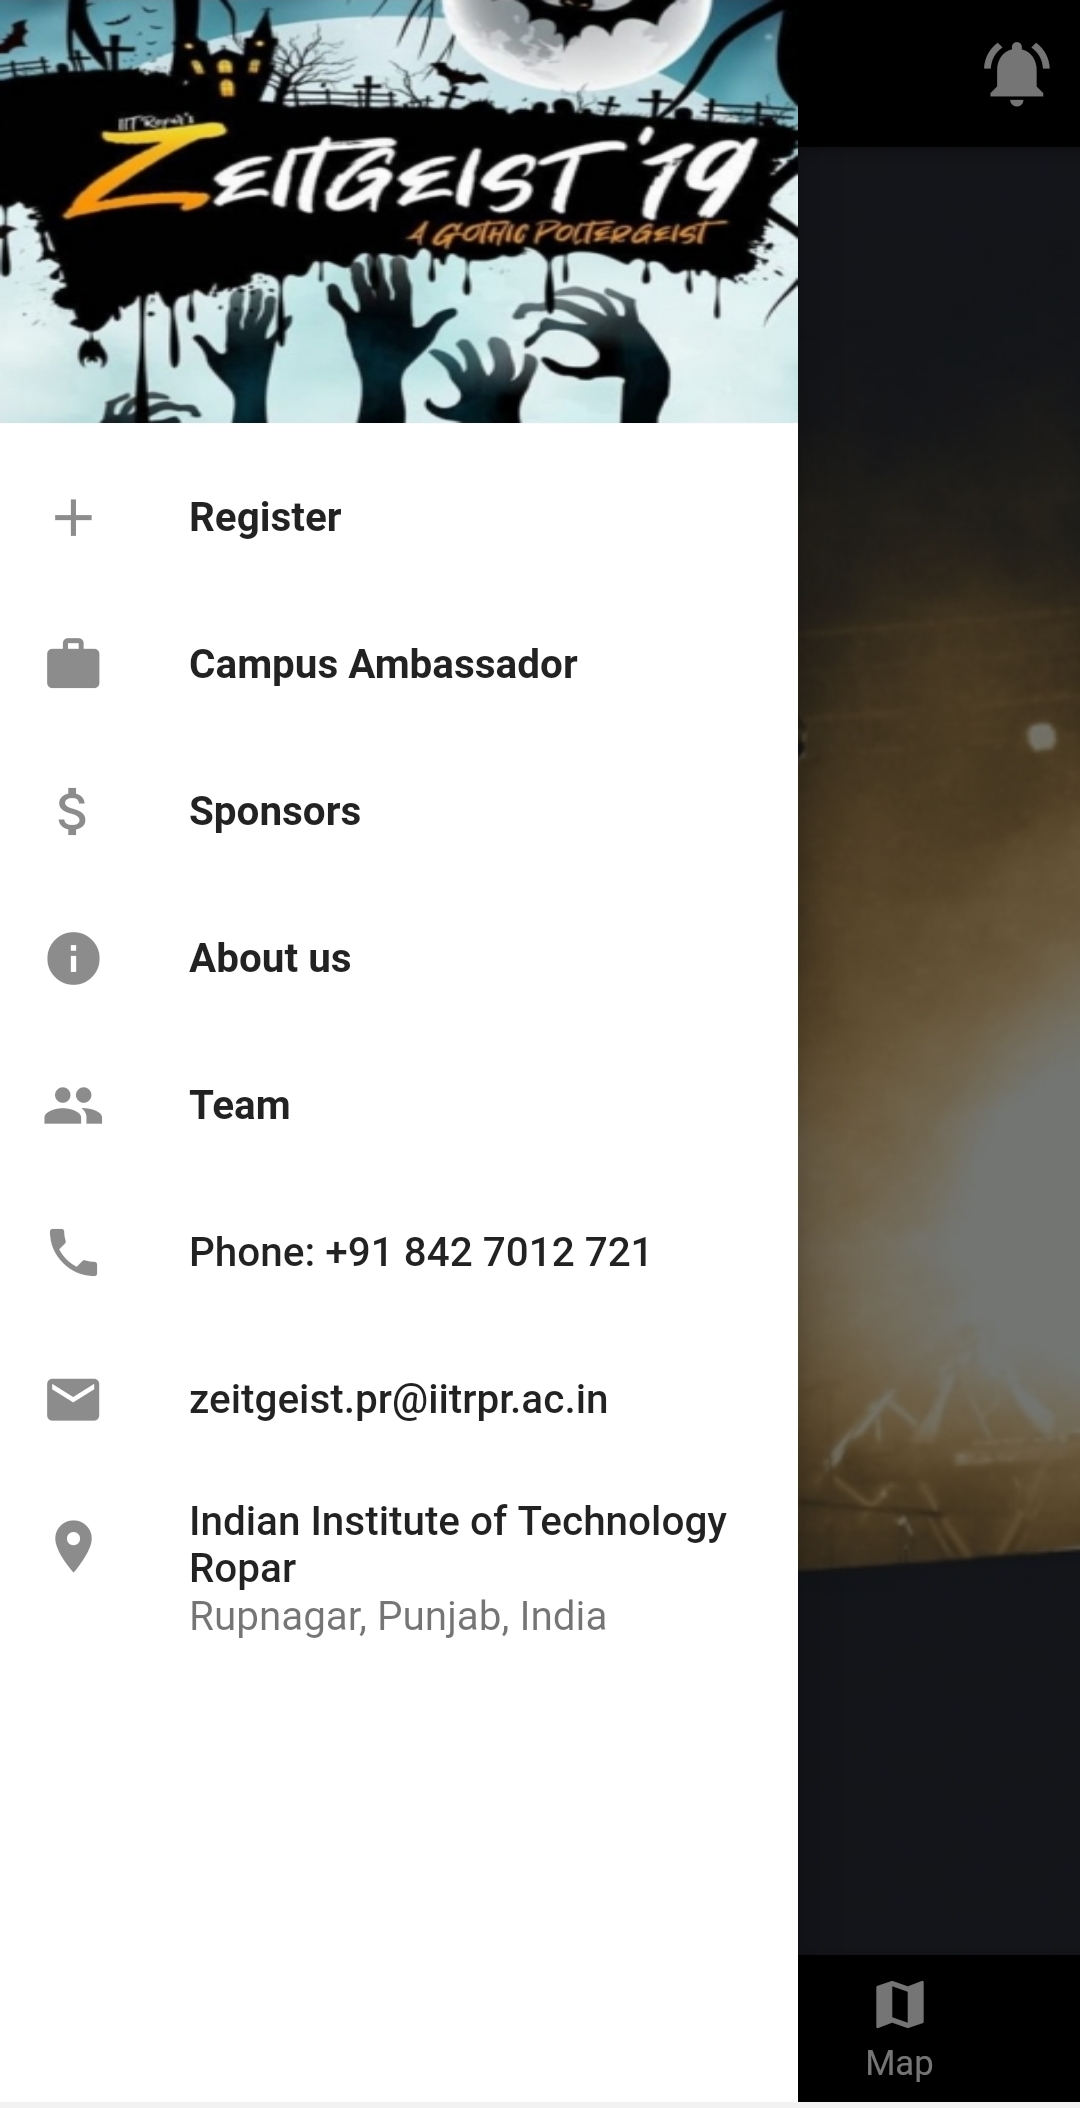 IIT Ropar's
ZEITGEIST'19
A GOTHIC POLTERGEIST
Register
Campus Ambassador
Sponsors
About us
Team
Phone: +91 842 7012 721
zeitgeist.pr@iitrpr.ac.in
Indian Institute of Technology
Ropar
Rupnagar, Punjab, India
Map